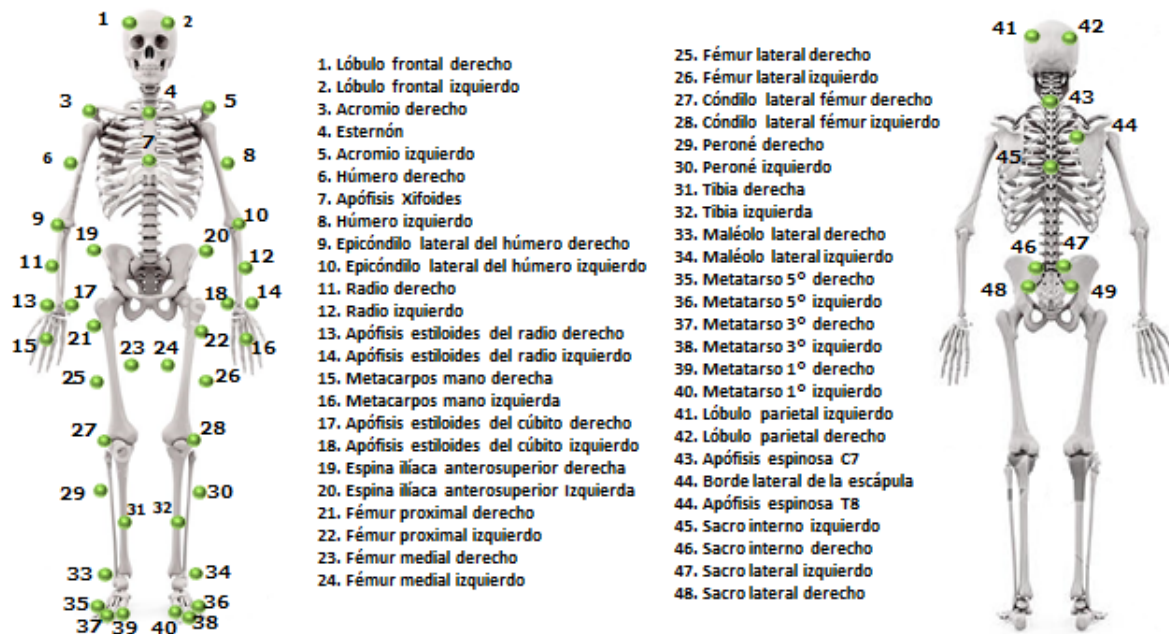 1
2
3
4
5
6
7
8
9
10
19
20
11
12
13
17
18
14
15
21
22
16
23
24
25
26
27
28
29
30
31
32
33
34
35
36
37
39
40
38
1. Lóbulo frontal derecho
2. Lóbulo frontal izquierdo
3. Acromio derecho
4. Esternón
5. Acromio izquierdo
6. Húmero derecho
7. Apófisis Xifoides
8. Húmero izquierdo
9. Epicóndilo lateral del húmero derecho
10. Epicóndilo lateral del húmero izquierdo
11. Radio derecho
12. Radio izquierdo
13. Apófisis estiloides del radio derecho
14. Apófisis estiloides del radio izquierdo
15. Metacarpos mano derecha
16. Metacarpos mano izquierda
17. Apófisis estiloides del cúbito derecho
18. Apófisis estiloides del cúbito izquierdo
19. Espina ilíaca anterosuperior derecha
20. Espina ilíaca anterosuperior Izquierda
21. Fémur proximal derecho
22. Fémur proximal izquierdo
23. Fémur medial derecho
24. Fémur medial izquierdo
25. Fémur lateral derecho
26. Fémur lateral izquierdo
27. Cóndilo lateral fémur derecho
28. Cóndilo lateral fémur izquierdo
29. Peroné derecho
30. Peroné izquierdo
31. Tibia derecha
32. Tibia izquierda
33. Maléolo lateral derecho
34. Maléolo lateral izquierdo
35. Metatarso 5º derecho
36. Metatarso 5º izquierdo
37. Metatarso 3º derecho
38. Metatarso 3º izquierdo
39. Metatarso 1º derecho
40. Metatarso 1º izquierdo
41. Lóbulo parietal izquierdo
42. Lóbulo parietal derecho
43. Apófisis espinosa C7
44. Borde lateral de la escápula
44. Apófisis espinosa T8
45. Sacro interno izquierdo
46. Sacro interno derecho
47. Sacro lateral izquierdo
48. Sacro lateral derecho
41
42
43
44
45
46
47
48
49